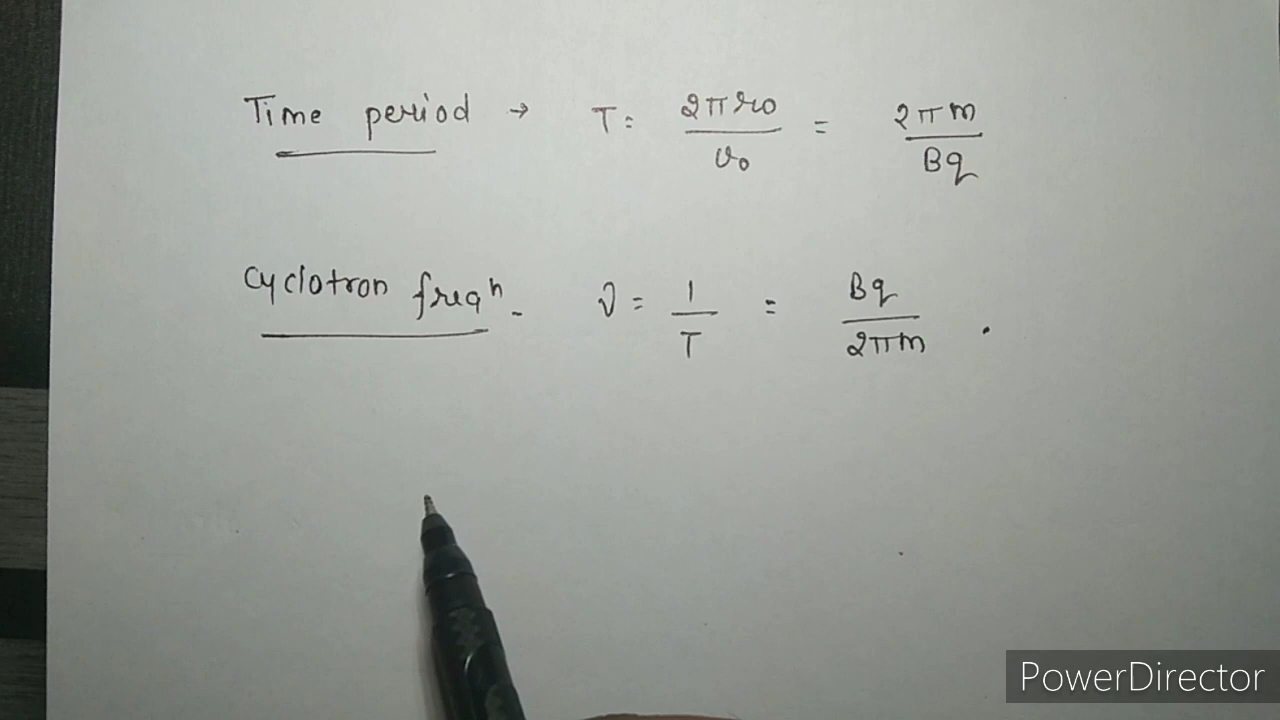 Time period → T = 2πr0 / v0 = 2πm / Bq
Cyclotron freqn. ν = 1 / T = Bq / 2πm .
PowerDirector